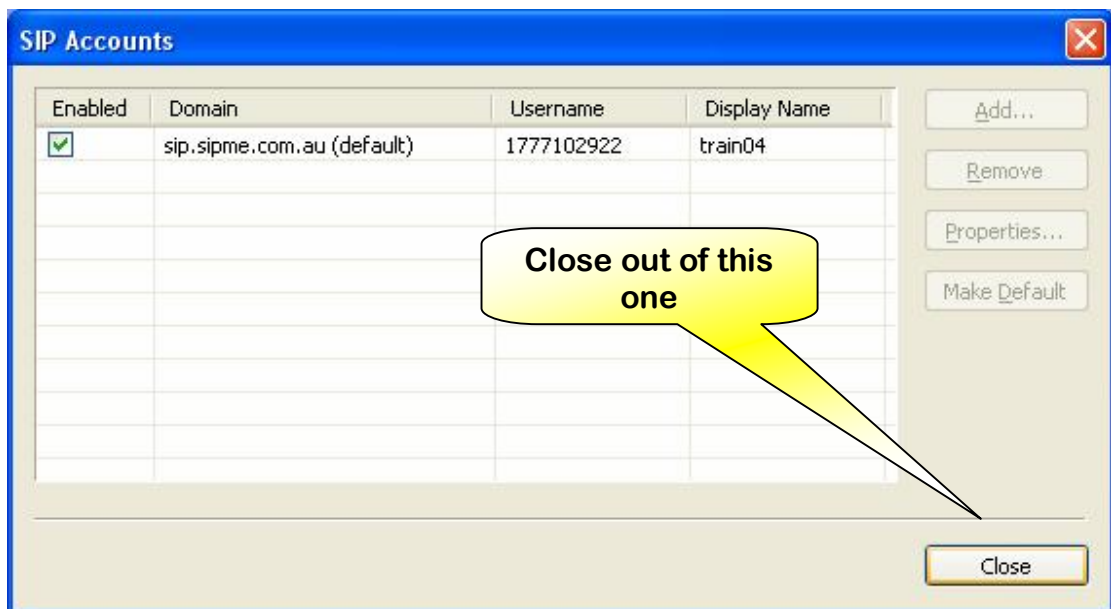 SIP Accounts
Enabled Domain Username Display Name
Add...
sip.sipme.com.au (default) 1777102922 train04
Remove
Properties...
Close out of this
one
Make Default
Close